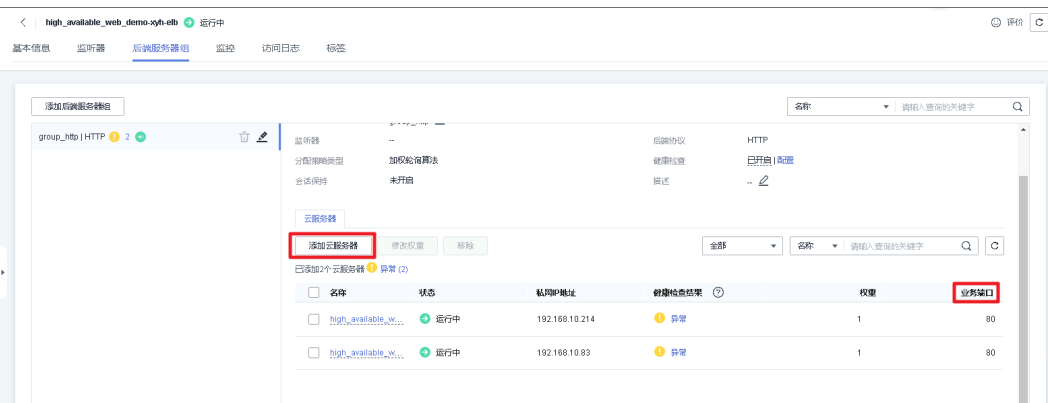 high_available_web_demo-xyh-elb 运行中 评价
基本信息 监听器 后端服务器组 监控 访问日志 标签
添加后端服务器组 名称 请输入查询的关键字
group_http | HTTP 2
监听器 -- 后端协议 HTTP
分配策略类型 加权轮询算法 健康检查 已开启 | 配置
会话保持 未开启 描述 --
云服务器
添加云服务器 修改权重 移除 全部 名称 请输入查询的关键字
已添加2个云服务器 异常 (2)
名称 状态 私网IP地址 健康检查结果 权重 业务端口
high_available_w... 运行中 192.168.10.214 异常 1 80
high_available_w... 运行中 192.168.10.83 异常 1 80